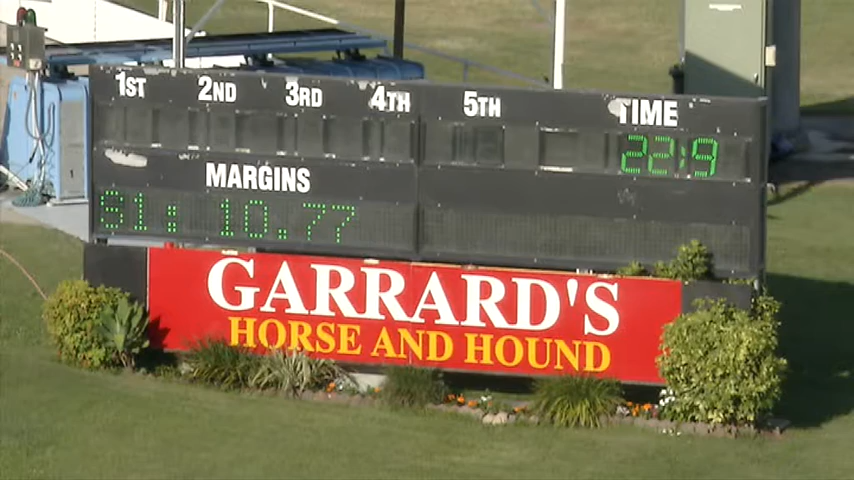 1ST 2ND 3RD 4TH 5TH TIME
22:9
MARGINS
S1: 10.77
GARRARD'S
HORSE AND HOUND